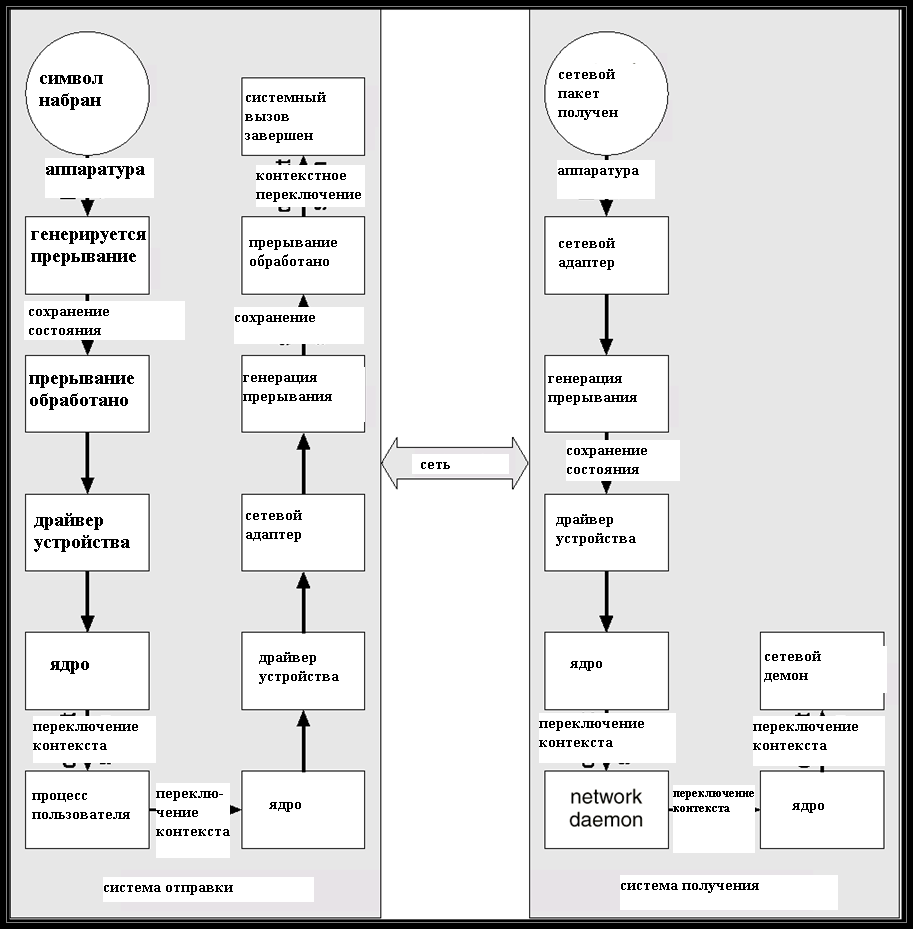 символ
набран
аппаратура
генерируется
прерывание
сохранение
состояния
прерывание
обработано
драйвер
устройства
ядро
переключение
контекста
процесс
пользователя
переклю-
чение
контекста
ядро
драйвер
устройства
сетевой
адаптер
генерация
прерывания
сохранение
прерывание
обработано
контекстное
переключение
системный
вызов
завершен
система отправки
сеть
сетевой
пакет
получен
аппаратура
сетевой
адаптер
генерация
прерывания
сохранение
состояния
драйвер
устройства
ядро
переключение
контекста
network
daemon
переключение
контекста
ядро
переключение
контекста
сетевой
демон
система получения